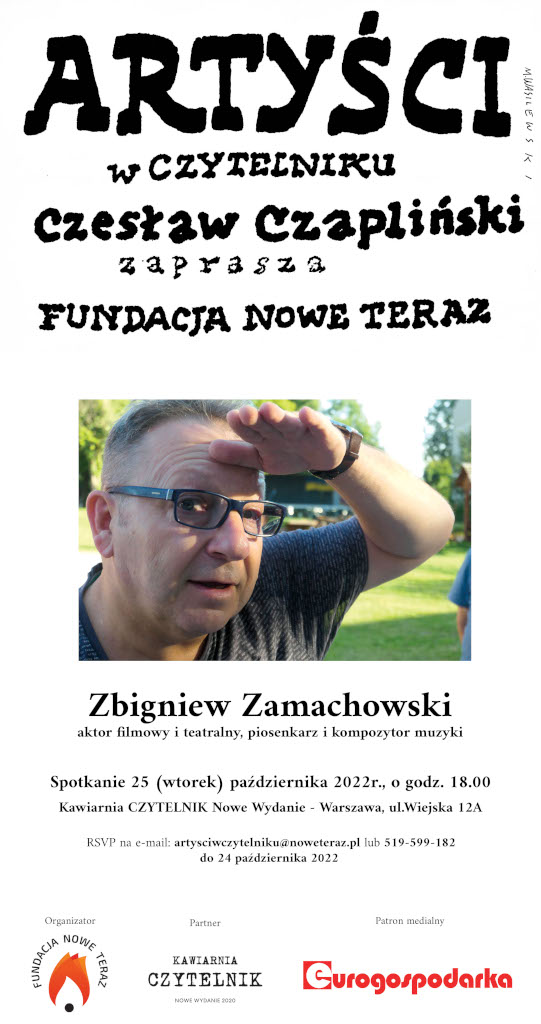 ARTYŚCI
M.WASILEWSKI
w CZYTELNIKU
Czesław Czapliński
zaprasza
FUNDACJA NOWE TERAZ
Zbigniew Zamachowski
aktor filmowy i teatralny, piosenkarz i kompozytor muzyki
Spotkanie 25 (wtorek) października 2022r., o godz. 18.00
Kawiarnia CZYTELNIK Nowe Wydanie - Warszawa, ul.Wiejska 12A
RSVP na e-mail: artysciwczytelniku@noweteraz.pl lub 519-599-182
do 24 października 2022
Organizator
Partner
Patron medialny
FUNDACJA NOWE TERAZ
KAWIARNIA
CZYTELNIK
NOWE WYDANIE 2020
eurogospodarka